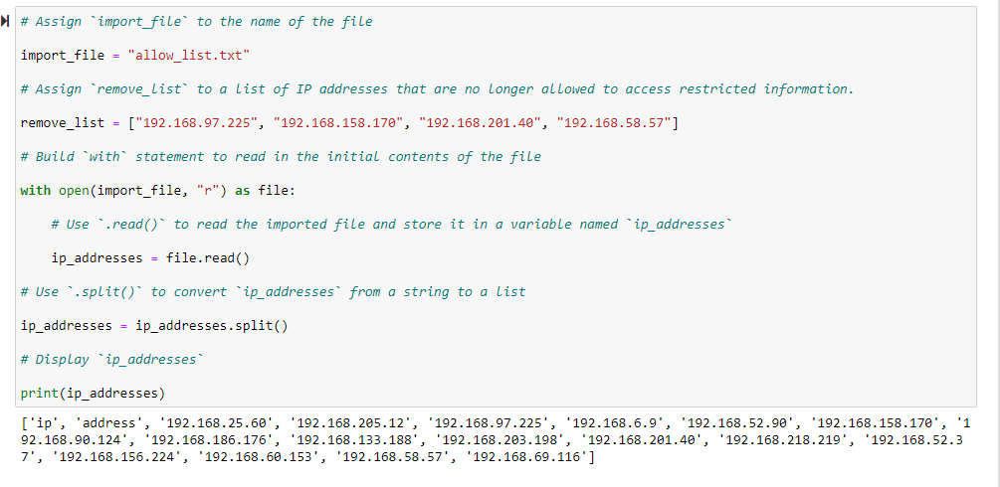 # Assign `import_file` to the name of the file
import_file = "allow_list.txt"
# Assign `remove_list` to a list of IP addresses that are no longer allowed to access restricted information.
remove_list = ["192.168.97.225", "192.168.158.170", "192.168.201.40", "192.168.58.57"]
# Build `with` statement to read in the initial contents of the file
with open(import_file, "r") as file:
    # Use `.read()` to read the imported file and store it in a variable named `ip_addresses`
    ip_addresses = file.read()
# Use `.split()` to convert `ip_addresses` from a string to a list
ip_addresses = ip_addresses.split()
# Display `ip_addresses`
print(ip_addresses)
['ip', 'address', '192.168.25.60', '192.168.205.12', '192.168.97.225', '192.168.6.9', '192.168.52.90', '192.168.158.170', '1
92.168.90.124', '192.168.186.176', '192.168.133.188', '192.168.203.198', '192.168.201.40', '192.168.218.219', '192.168.52.3
7', '192.168.156.224', '192.168.60.153', '192.168.58.57', '192.168.69.116']